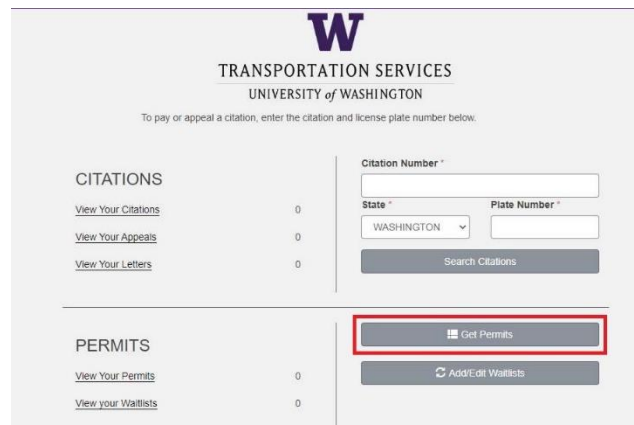 W
TRANSPORTATION SERVICES
UNIVERSITY of WASHINGTON
To pay or appeal a citation, enter the citation and license plate number below.
CITATIONS
View Your Citations 0
View Your Appeals 0
View Your Letters 0
Citation Number *
State * Plate Number *
WASHINGTON
Search Citations
PERMITS
View Your Permits 0
View your Waitlists 0
Get Permits
Add/Edit Waitlists